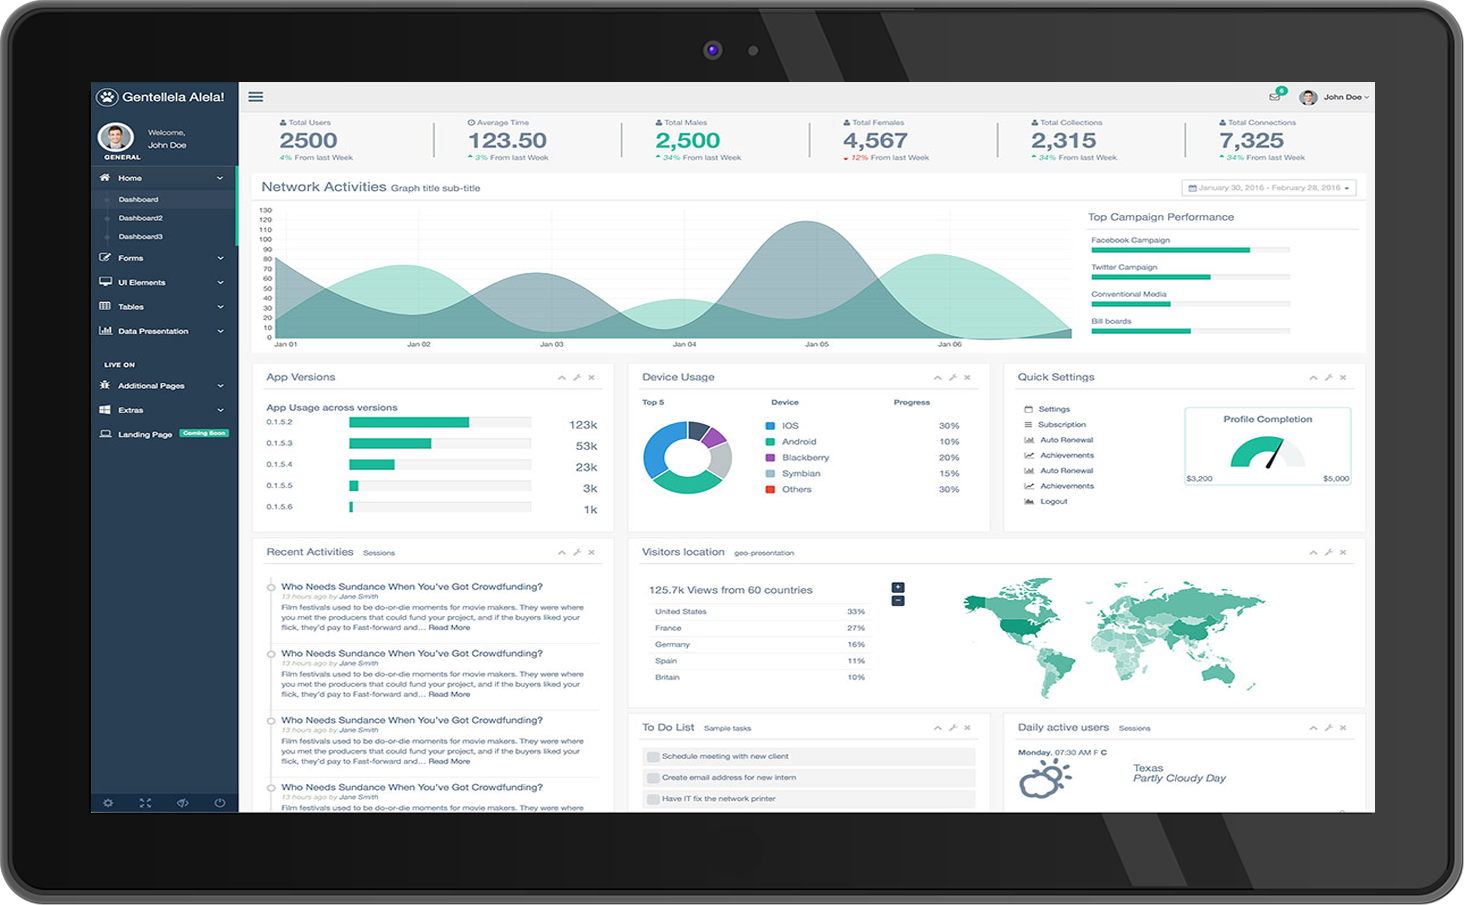 Gentellela Alela!
Welcome,
John Doe
GENERAL
Home
Dashboard
Dashboard2
Dashboard3
Forms
UI Elements
Tables
Data Presentation
LIVE ON
Additional Pages
Extras
Landing Page Coming Soon
6
John Doe
Total Users
2500
4% From last Week
Average Time
123.50
3% From last Week
Total Males
2,500
34% From last Week
Total Females
4,567
12% From last Week
Total Collections
2,315
34% From last Week
Total Connections
7,325
34% From last Week
Network Activities Graph title sub-title
January 30, 2016 - February 28, 2016
130
120
110
100
90
80
70
60
50
40
30
20
10
0
Jan 01 Jan 02 Jan 03 Jan 04 Jan 05 Jan 06
Top Campaign Performance
Facebook Campaign
Twitter Campaign
Conventional Media
Bill boards
App Versions
App Usage across versions
0.1.5.2 123k
0.1.5.3 53k
0.1.5.4 23k
0.1.5.5 3k
0.1.5.6 1k
Device Usage
Top 5 Device Progress
IOS 30%
Android 10%
Blackberry 20%
Symbian 15%
Others 30%
Quick Settings
Settings
Subscription
Auto Renewal
Achievements
Auto Renewal
Achievements
Logout
Profile Completion
$3,200 $5,000
Recent Activities Sessions
Who Needs Sundance When You've Got Crowdfunding?
13 hours ago by Jane Smith
Film festivals used to be do-or-die moments for movie makers. They were where
you met the producers that could fund your project, and if the buyers liked your
flick, they'd pay to Fast-forward and... Read More
Who Needs Sundance When You've Got Crowdfunding?
13 hours ago by Jane Smith
Film festivals used to be do-or-die moments for movie makers. They were where
you met the producers that could fund your project, and if the buyers liked your
flick, they'd pay to Fast-forward and... Read More
Who Needs Sundance When You've Got Crowdfunding?
13 hours ago by Jane Smith
Film festivals used to be do-or-die moments for movie makers. They were where
you met the producers that could fund your project, and if the buyers liked your
flick, they'd pay to Fast-forward and... Read More
Who Needs Sundance When You've Got Crowdfunding?
13 hours ago by Jane Smith
Film festivals used to be do-or-die moments for movie makers. They were where
Visitors location geo-presentation
125.7k Views from 60 countries
United States 33%
France 27%
Germany 16%
Spain 11%
Britain 10%
+
−
To Do List Sample tasks
Schedule meeting with new client
Create email address for new intern
Have IT fix the network printer
Daily active users Sessions
Monday, 07:30 AM F C
Texas
Partly Cloudy Day